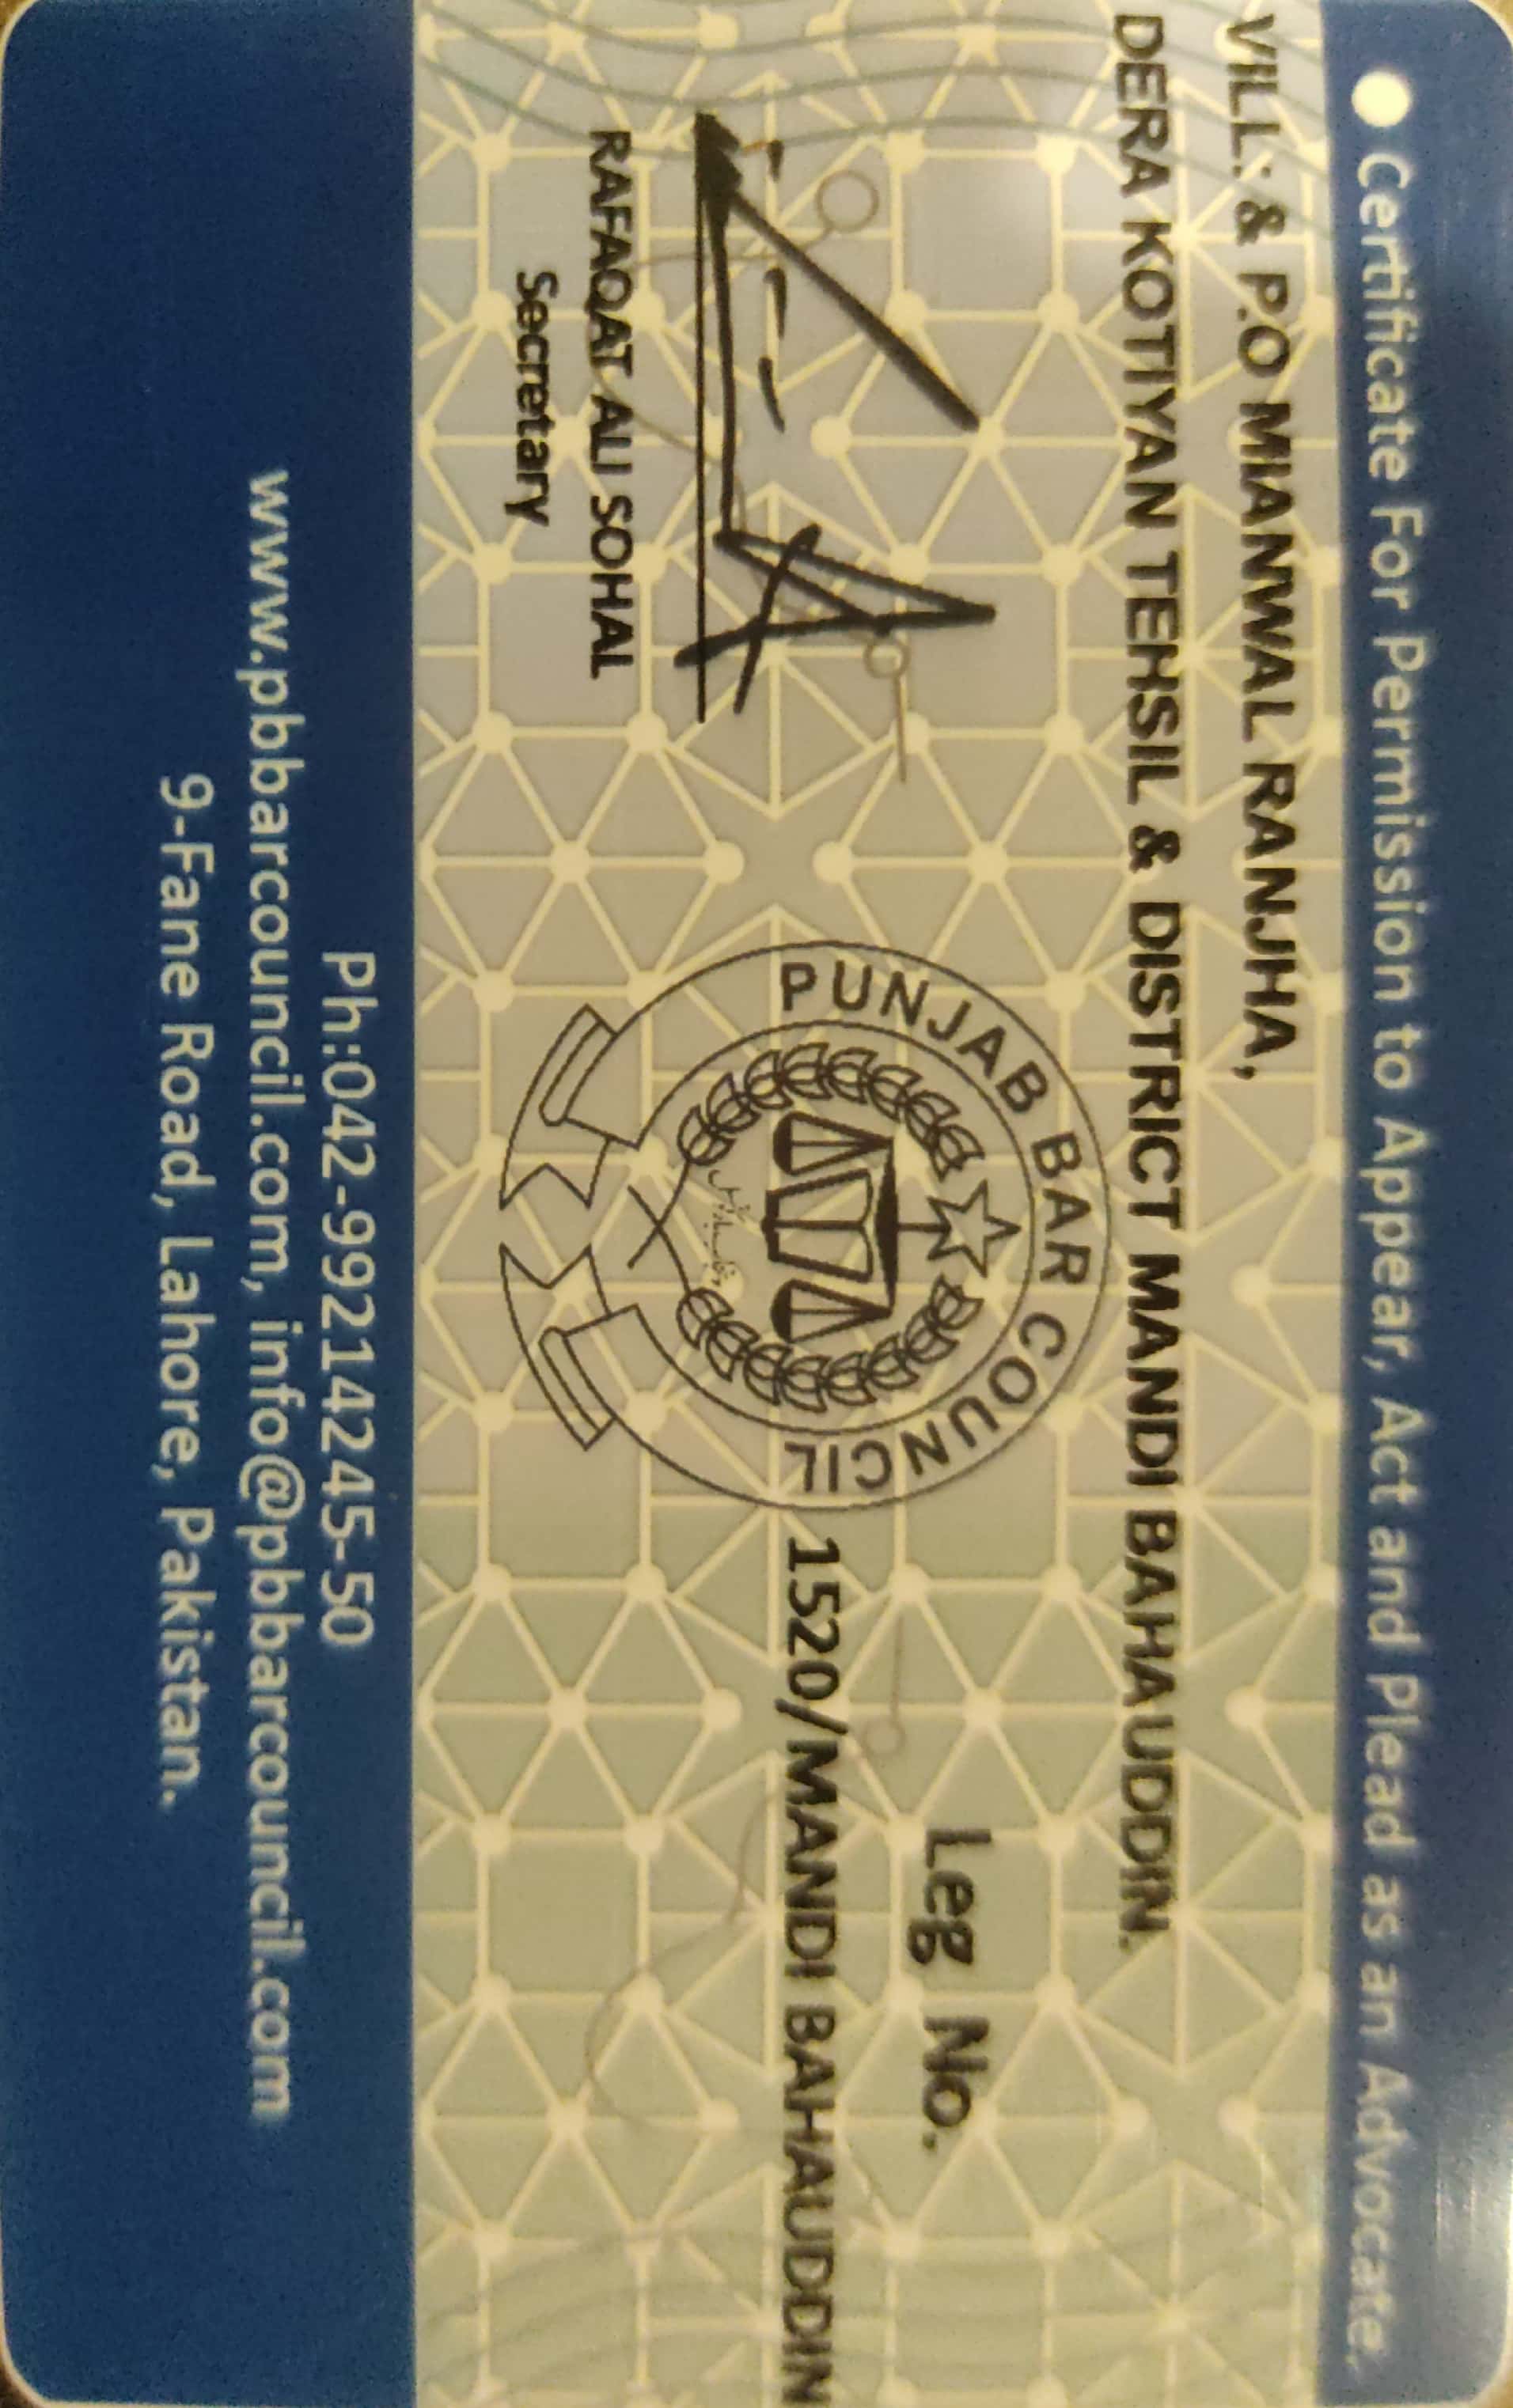 ● Certificate For Permission to Appear, Act and Plead as an Advocate.
VILL: & P.O MIANWAL RANJHA,
DERA KOTIYAN TEHSIL & DISTRICT MANDI BAHAUDDIN.
PUNJAB BAR COUNCIL
Leg No.
1520/MANDI BAHAUDDIN
RAFAQAT ALI SOHAL
Secretary
Ph:042-99214245-50
www.pbbarcouncil.com, info@pbbarcouncil.com
9-Fane Road, Lahore, Pakistan.